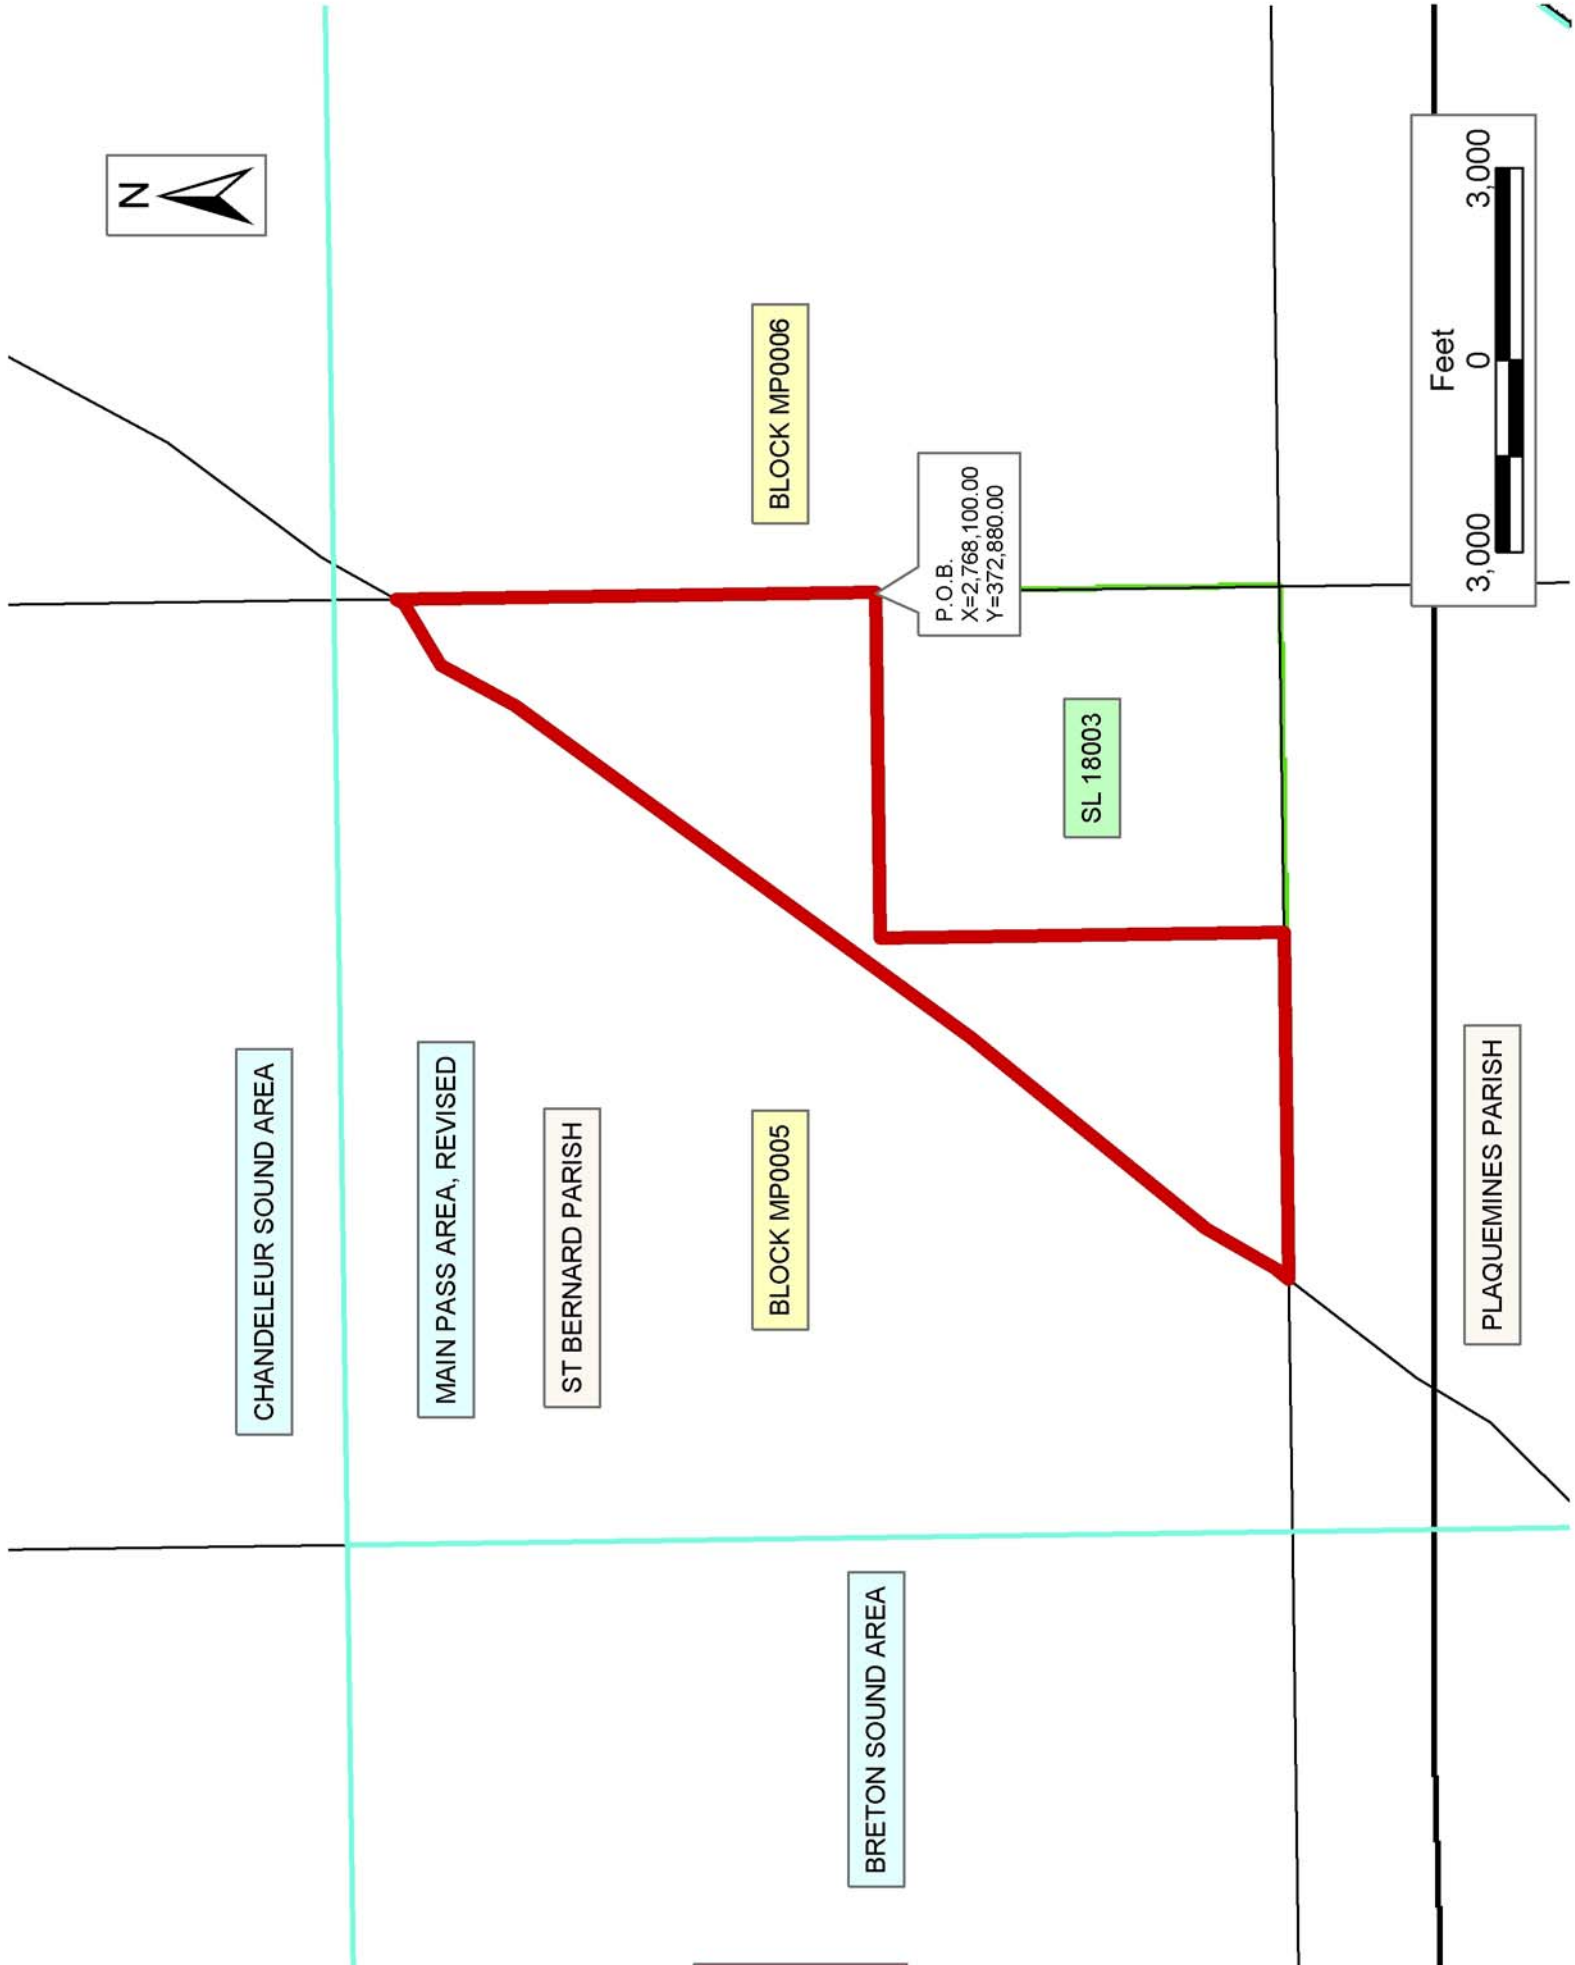 N
CHANDELEUR SOUND AREA
MAIN PASS AREA, REVISED
ST BERNARD PARISH
BLOCK MP0005
BLOCK MP0006
BRETON SOUND AREA
P.O.B.
X=2,768,100.00
Y=372,880.00
SL 18003
PLAQUEMINES PARISH
Feet
3,000 0 3,000